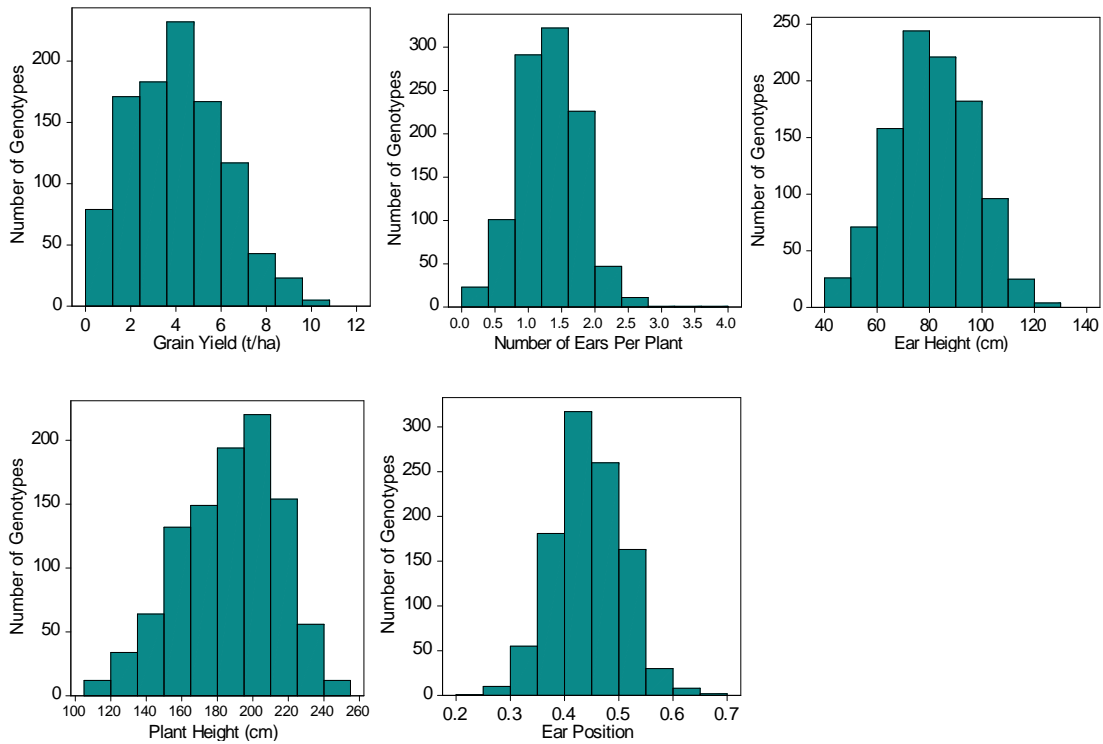 Number of Genotypes
200
150
100
50
0
0 2 4 6 8 10 12
Grain Yield (t/ha)
Number of Genotypes
300
250
200
150
100
50
0
0.0 0.5 1.0 1.5 2.0 2.5 3.0 3.5 4.0
Number of Ears Per Plant
Number of Genotypes
250
200
150
100
50
0
40 60 80 100 120 140
Ear Height (cm)
Number of Genotypes
200
150
100
50
0
100 120 140 160 180 200 220 240 260
Plant Height (cm)
Number of Genotypes
300
250
200
150
100
50
0
0.2 0.3 0.4 0.5 0.6 0.7
Ear Position